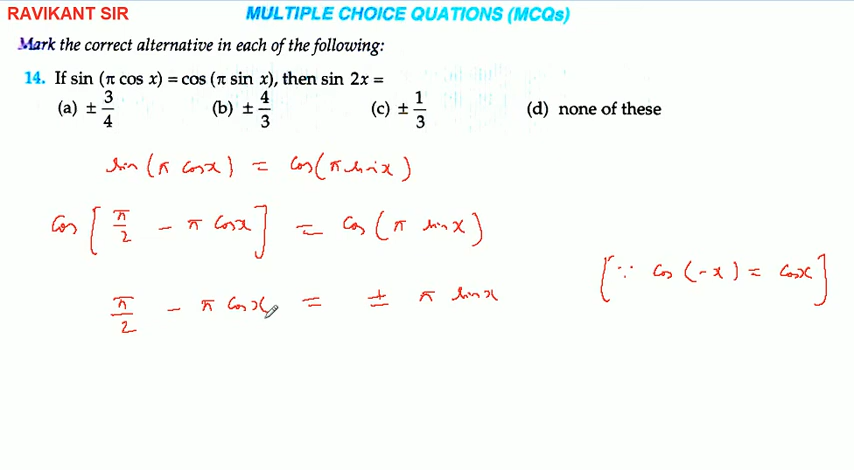 RAVIKANT SIR
MULTIPLE CHOICE QUATIONS (MCQs)
Mark the correct alternative in each of the following:
14. If sin (π cos x) = cos (π sin x), then sin 2x =
(a) ± 3/4 (b) ± 4/3 (c) ± 1/3 (d) none of these
sin (π cos x) = cos (π sin x)
cos [π/2 − π cos x] = cos (π sin x)
[∵ cos (−x) = cos x]
π/2 − π cos x = ± π sin x